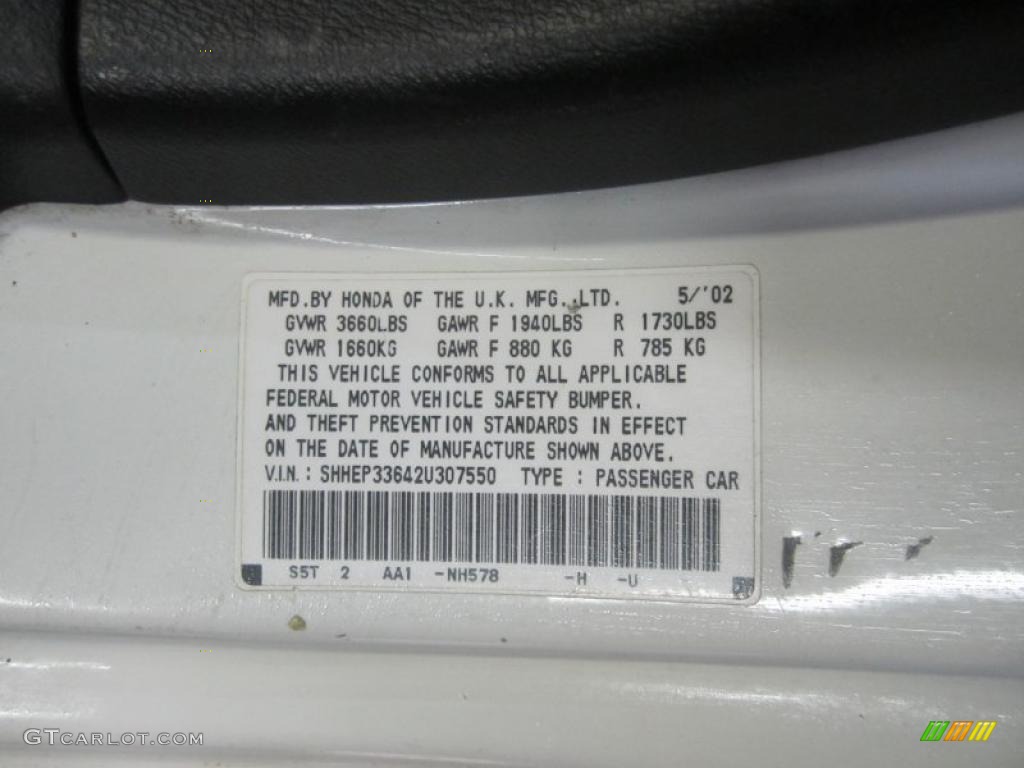 MFD.BY HONDA OF THE U.K. MFG.,LTD. 5/'02
GVWR 3660LBS GAWR F 1940LBS R 1730LBS
GVWR 1660KG GAWR F 880 KG R 785 KG
THIS VEHICLE CONFORMS TO ALL APPLICABLE
FEDERAL MOTOR VEHICLE SAFETY BUMPER.
AND THEFT PREVENTION STANDARDS IN EFFECT
ON THE DATE OF MANUFACTURE SHOWN ABOVE.
V.I.N.: SHHEP33642U307550 TYPE : PASSENGER CAR
S5T 2 AA1 -NH578 -H -U
GTCARLOT.COM